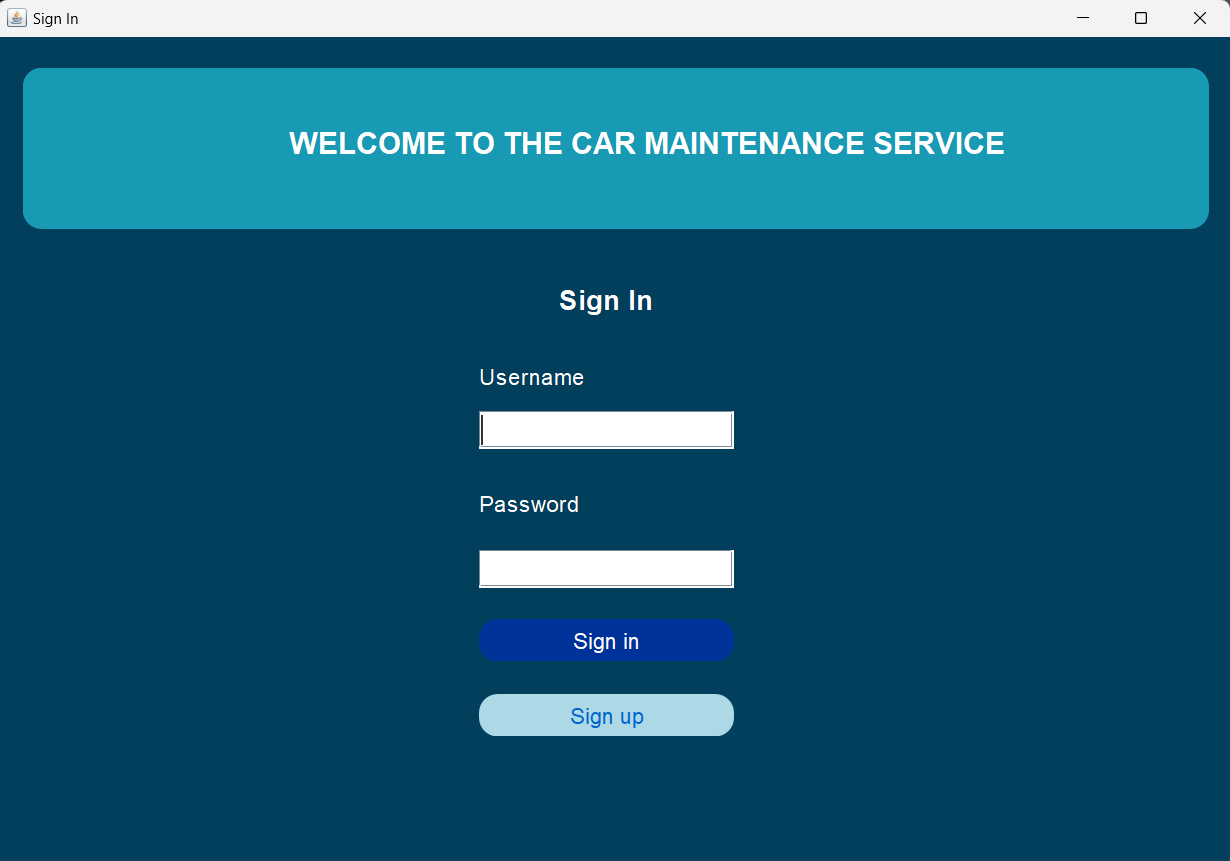 Sign In
WELCOME TO THE CAR MAINTENANCE SERVICE
Sign In
Username
Password
Sign in
Sign up